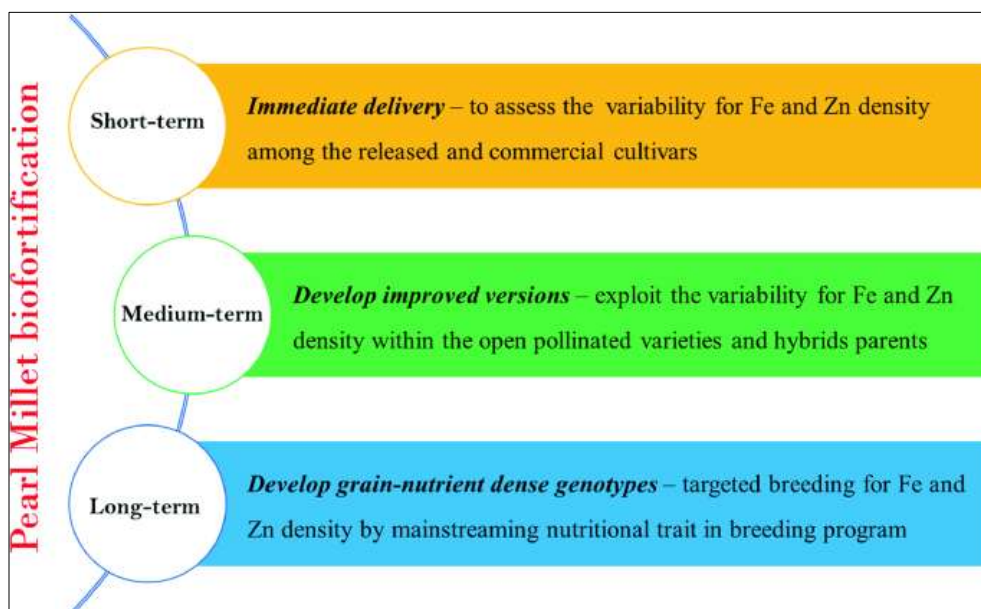 Pearl Millet biofortification
Short-term
Immediate delivery – to assess the variability for Fe and Zn density
among the released and commercial cultivars
Medium-term
Develop improved versions – exploit the variability for Fe and Zn
density within the open pollinated varieties and hybrids parents
Long-term
Develop grain-nutrient dense genotypes – targeted breeding for Fe and
Zn density by mainstreaming nutritional trait in breeding program